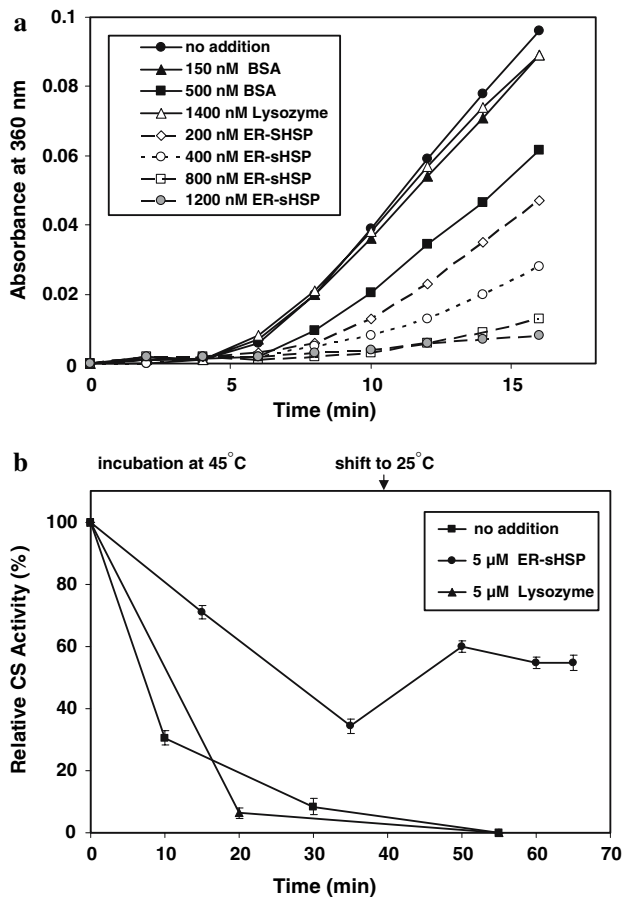 a
Absorbance at 360 nm
0.1
0.08
0.06
0.04
0.02
0
no addition
150 nM BSA
500 nM BSA
1400 nM Lysozyme
200 nM ER-SHSP
400 nM ER-sHSP
800 nM ER-sHSP
1200 nM ER-sHSP
0 5 10 15
Time (min)
b
incubation at 45°C shift to 25°C
Relative CS Activity (%)
100
80
60
40
20
0
no addition
5 µM ER-sHSP
5 µM Lysozyme
0 10 20 30 40 50 60 70
Time (min)